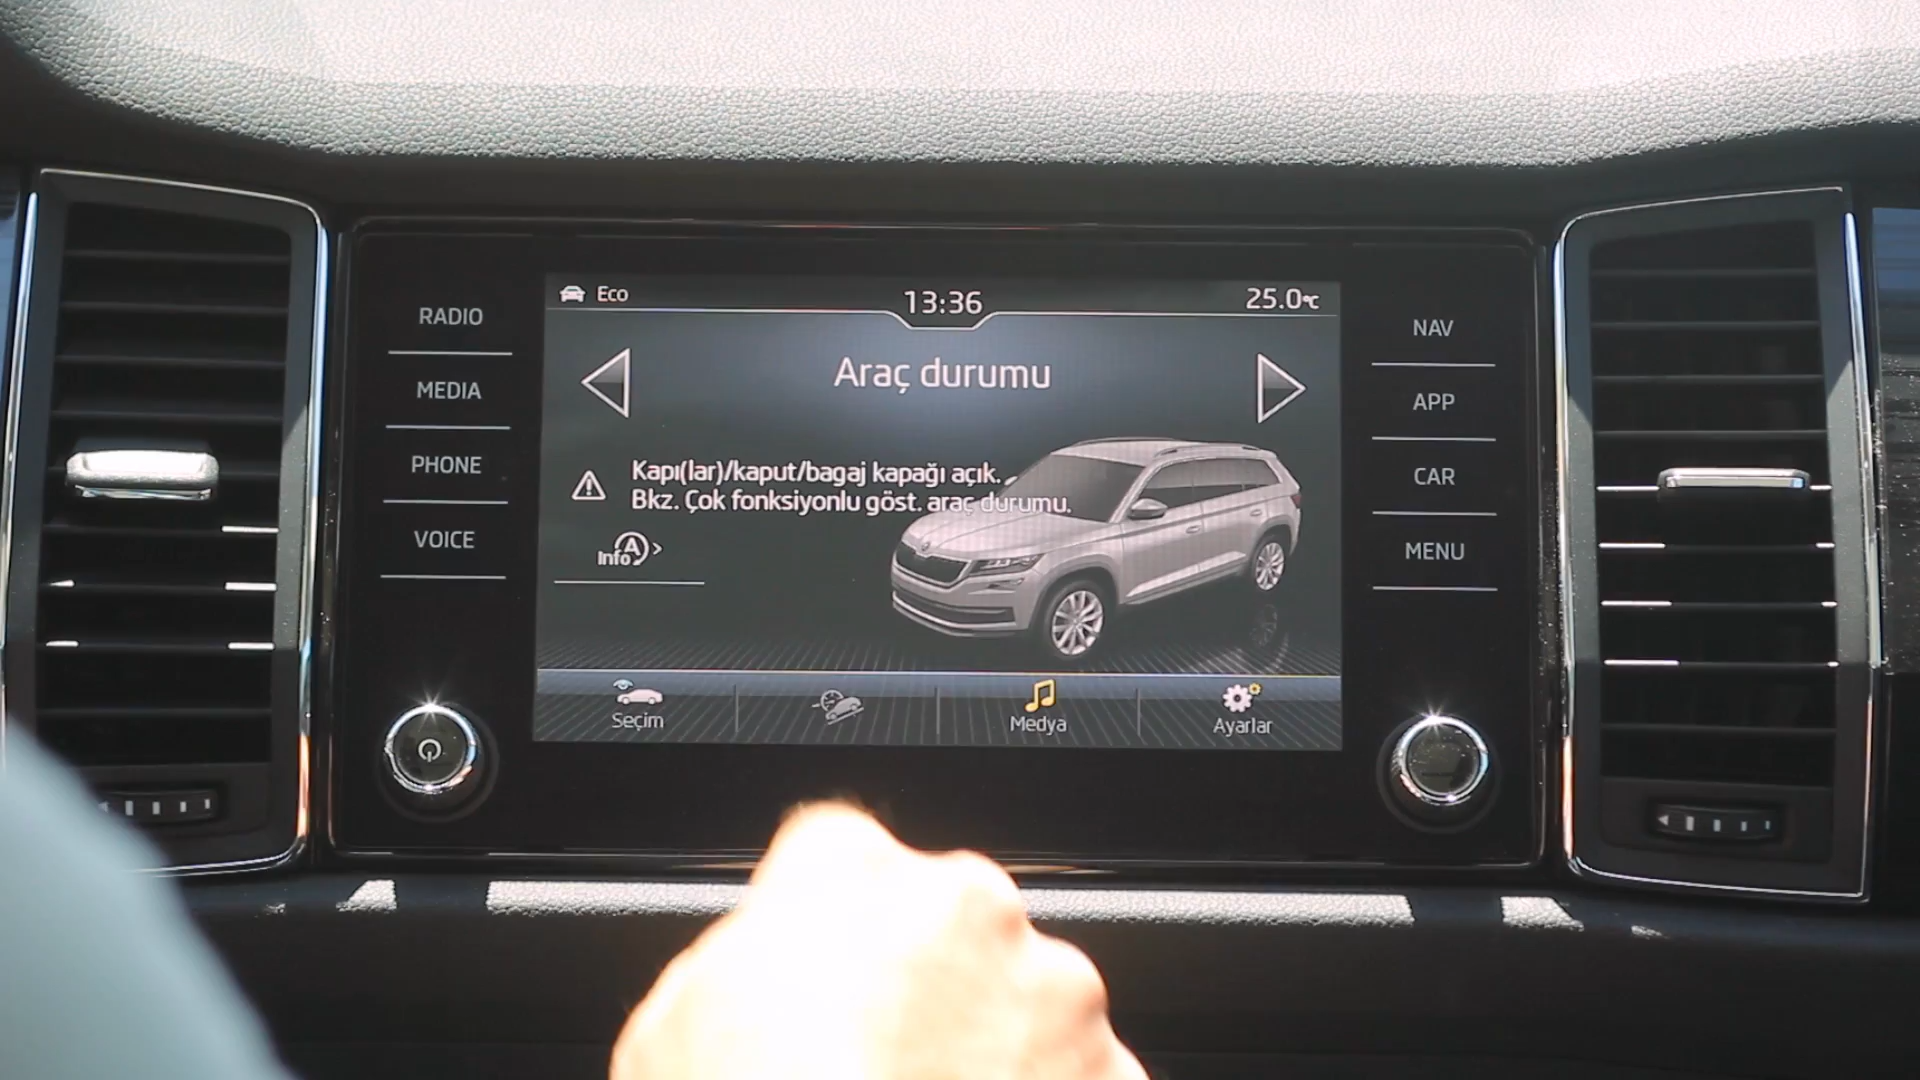 Eco
13:36
25.0°C
RADIO
MEDIA
PHONE
VOICE
Araç durumu
Kapı(lar)/kaput/bagaj kapağı açık.
Bkz. Çok fonksiyonlu göst. araç durumu.
Info A >
Seçim
Medya
Ayarlar
NAV
APP
CAR
MENU